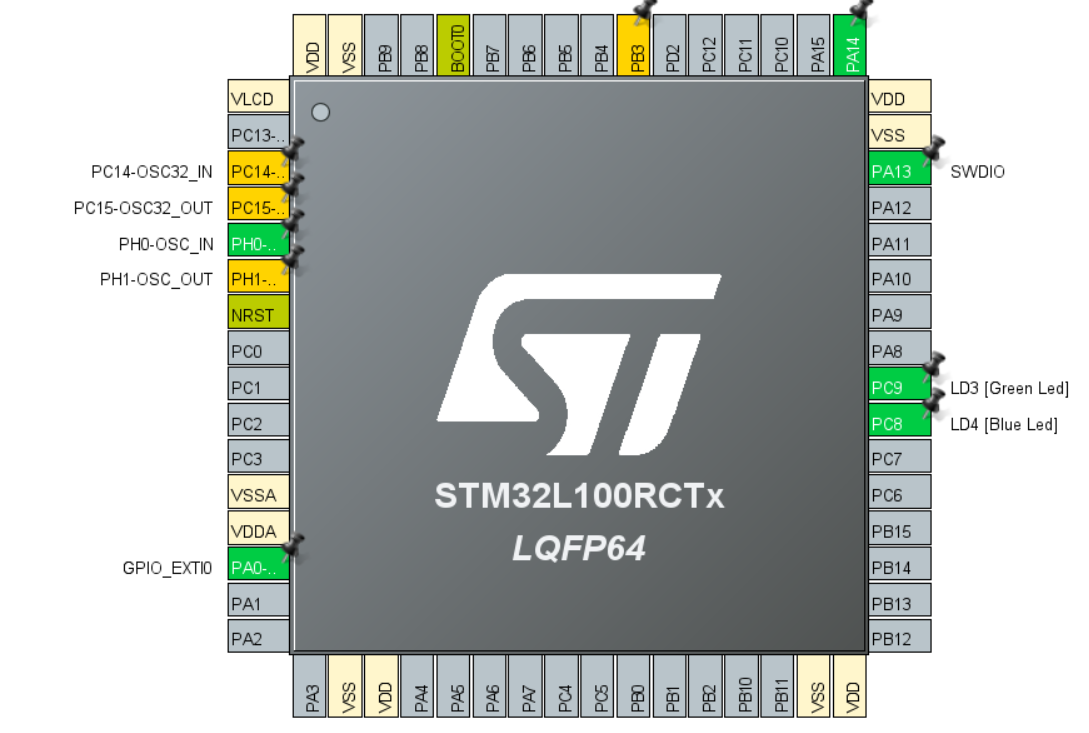 VDD
VSS
PB9
PB8
BOOT0
PB7
PB6
PB5
PB4
PB3
PD2
PC12
PC11
PC10
PA15
PA14
VLCD
PC13-..
PC14-OSC32_IN PC14-..
PC15-OSC32_OUT PC15-..
PH0-OSC_IN PH0-..
PH1-OSC_OUT PH1-..
NRST
PC0
PC1
PC2
PC3
VSSA
VDDA
GPIO_EXTI0 PA0-..
PA1
PA2
ST
STM32L100RCTx
LQFP64
VDD
VSS
PA13 SWDIO
PA12
PA11
PA10
PA9
PA8
PC9 LD3 [Green Led]
PC8 LD4 [Blue Led]
PC7
PC6
PB15
PB14
PB13
PB12
PA3
VSS
VDD
PA4
PA5
PA6
PA7
PC4
PC5
PB0
PB1
PB2
PB10
PB11
VSS
VDD